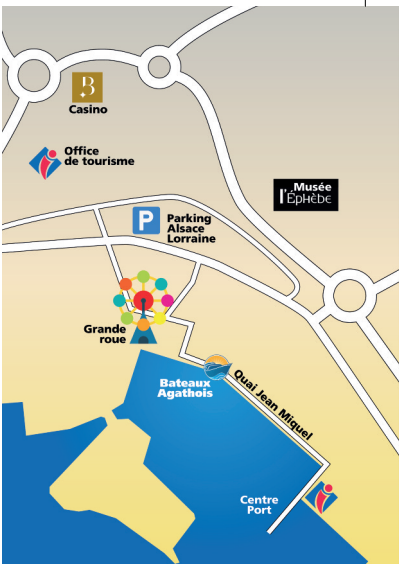 B
Casino
Office
de tourisme
Musée
l'Éphèbe
P
Parking
Alsace
Lorraine
Grande
roue
Bateaux
Agathois
Quai Jean Miquel
Centre
Port